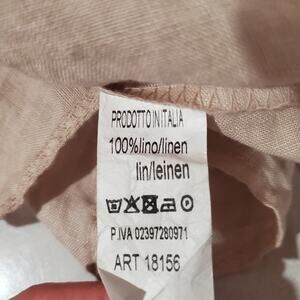 PRODOTTO IN ITALIA
100%lino/linen
lin/leinen
P.IVA 02397280971
ART 18156